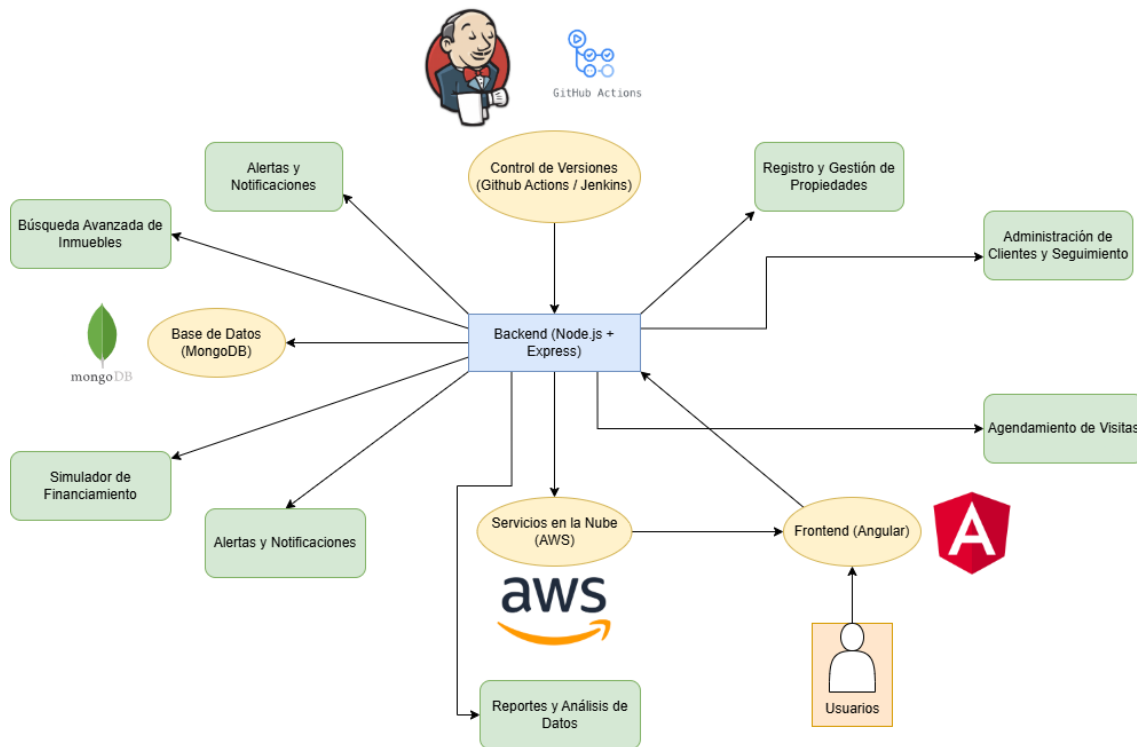 GitHub Actions
Control de Versiones
(Github Actions / Jenkins)
Alertas y
Notificaciones
Registro y Gestión de
Propiedades
Búsqueda Avanzada de
Inmuebles
Administración de
Clientes y Seguimiento
mongoDB
Base de Datos
(MongoDB)
Backend (Node.js +
Express)
Agendamiento de Visitas
Simulador de
Financiamiento
Alertas y Notificaciones
Servicios en la Nube
(AWS)
aws
Frontend (Angular)
A
Usuarios
Reportes y Análisis de
Datos